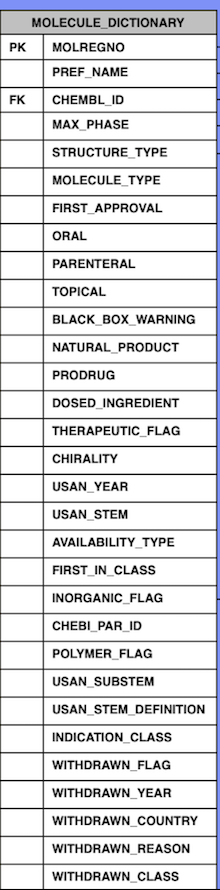 MOLECULE_DICTIONARY
PK MOLREGNO
PREF_NAME
FK CHEMBL_ID
MAX_PHASE
STRUCTURE_TYPE
MOLECULE_TYPE
FIRST_APPROVAL
ORAL
PARENTERAL
TOPICAL
BLACK_BOX_WARNING
NATURAL_PRODUCT
PRODRUG
DOSED_INGREDIENT
THERAPEUTIC_FLAG
CHIRALITY
USAN_YEAR
USAN_STEM
AVAILABILITY_TYPE
FIRST_IN_CLASS
INORGANIC_FLAG
CHEBI_PAR_ID
POLYMER_FLAG
USAN_SUBSTEM
USAN_STEM_DEFINITION
INDICATION_CLASS
WITHDRAWN_FLAG
WITHDRAWN_YEAR
WITHDRAWN_COUNTRY
WITHDRAWN_REASON
WITHDRAWN_CLASS